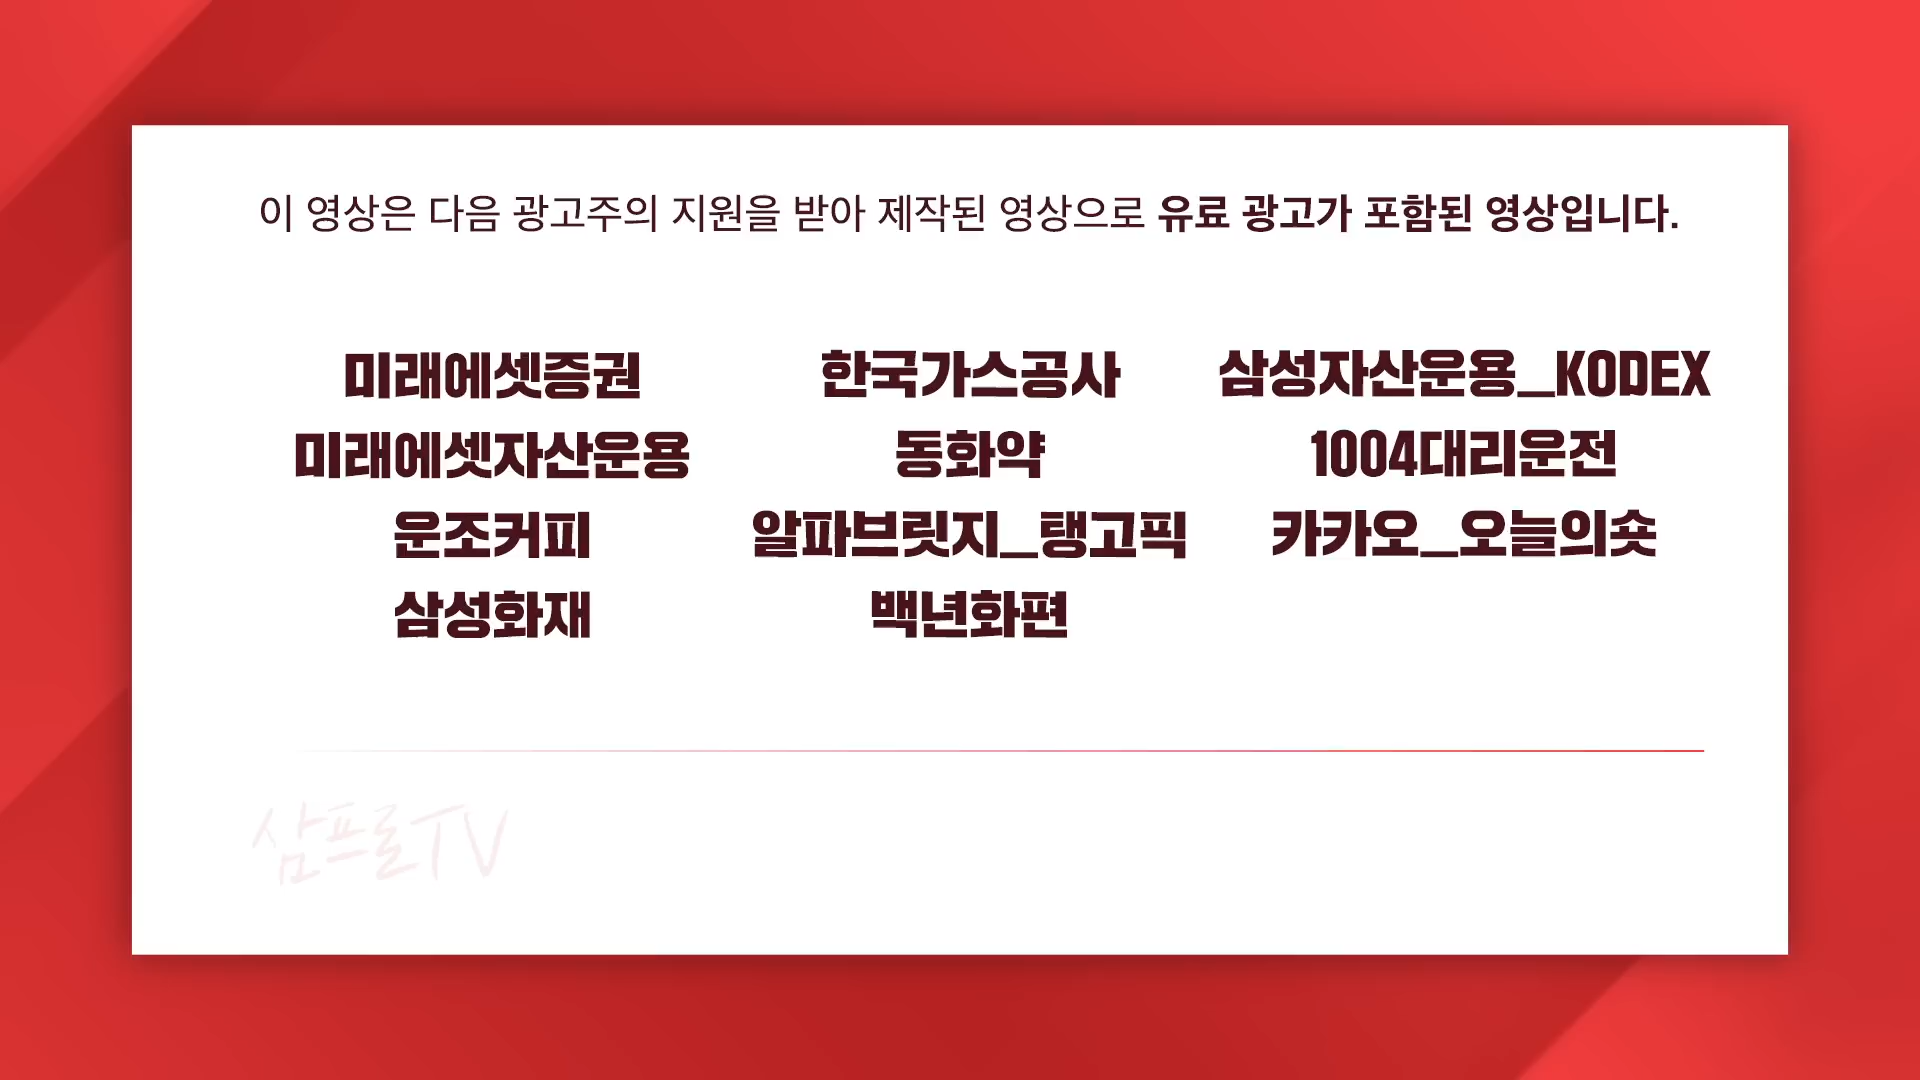 이 영상은 다음 광고주의 지원을 받아 제작된 영상으로 유료 광고가 포함된 영상입니다.
미래에셋증권 한국가스공사 삼성자산운용_KODEX
미래에셋자산운용 동화약 1004대리운전
운조커피 알파브릿지_탱고픽 카카오_오늘의숏
삼성화재 백년화편
삼프로TV